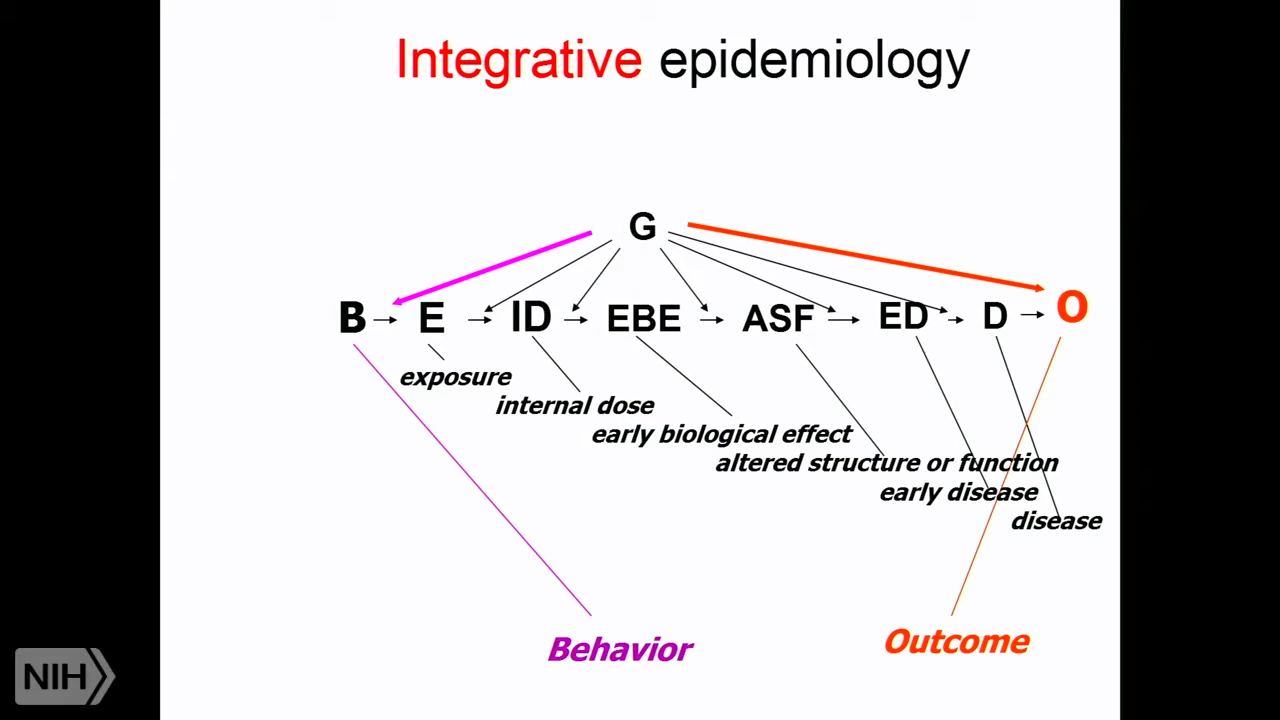 Integrative epidemiology
G
B E ID EBE ASF ED D O
exposure
internal dose
early biological effect
altered structure or function
early disease
disease
Behavior
Outcome
NIH